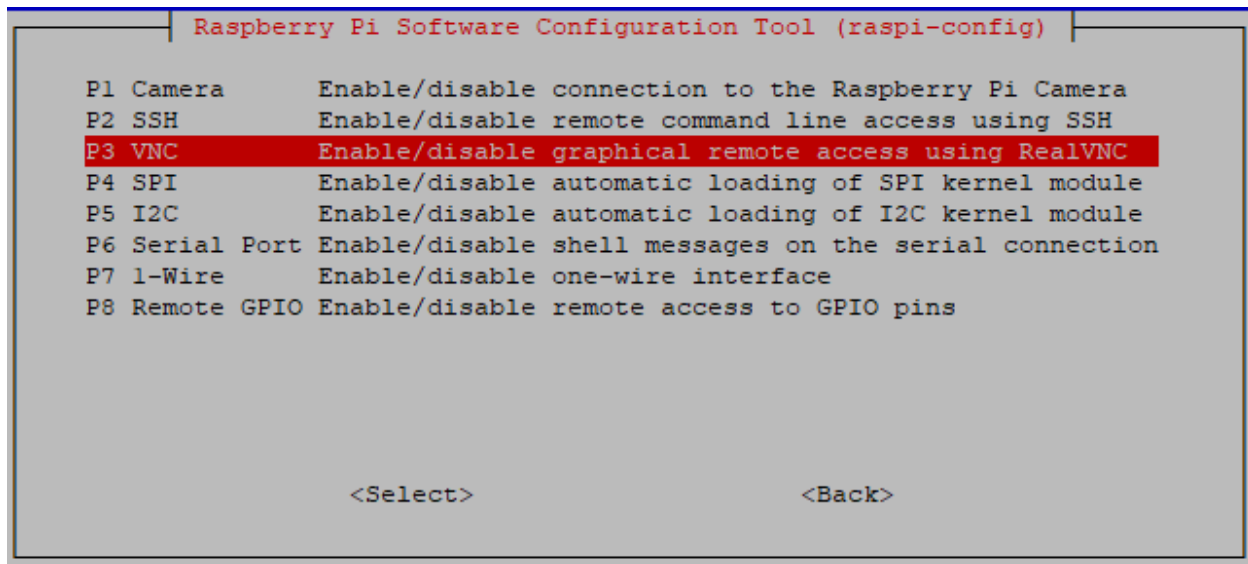 Raspberry Pi Software Configuration Tool (raspi-config)
P1 Camera Enable/disable connection to the Raspberry Pi Camera
P2 SSH Enable/disable remote command line access using SSH
P3 VNC Enable/disable graphical remote access using RealVNC
P4 SPI Enable/disable automatic loading of SPI kernel module
P5 I2C Enable/disable automatic loading of I2C kernel module
P6 Serial Port Enable/disable shell messages on the serial connection
P7 1-Wire Enable/disable one-wire interface
P8 Remote GPIO Enable/disable remote access to GPIO pins
<Select> <Back>